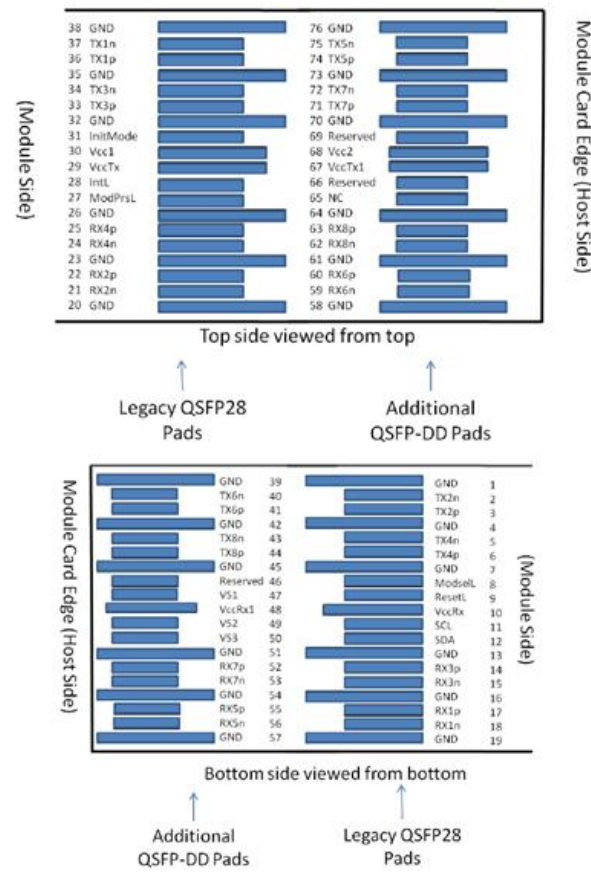 38 GND 76 GND
37 TX1n 75 TX5n
36 TX1p 74 TX5p
35 GND 73 GND
34 TX3n 72 TX7n
33 TX3p 71 TX7p
32 GND 70 GND
31 InitMode 69 Reserved
30 Vcc1 68 Vcc2
29 VccTx 67 VccTx1
28 IntL 66 Reserved
27 ModPrsL 65 NC
26 GND 64 GND
25 RX4p 63 RX8p
24 RX4n 62 RX8n
23 GND 61 GND
22 RX2p 60 RX6p
21 RX2n 59 RX6n
20 GND 58 GND
(Module Side)
Module Card Edge (Host Side)
Top side viewed from top
Legacy QSFP28
Pads
Additional
QSFP-DD Pads
GND 39 GND 1
TX6n 40 TX2n 2
TX6p 41 TX2p 3
GND 42 GND 4
TX8n 43 TX4n 5
TX8p 44 TX4p 6
GND 45 GND 7
Reserved 46 ModselL 8
VS1 47 ResetL 9
VccRx1 48 VccRx 10
VS2 49 SCL 11
VS3 50 SDA 12
GND 51 GND 13
RX7p 52 RX3p 14
RX7n 53 RX3n 15
GND 54 GND 16
RX5p 55 RX1p 17
RX5n 56 RX1n 18
GND 57 GND 19
Module Card Edge (Host Side)
(Module Side)
Bottom side viewed from bottom
Additional
QSFP-DD Pads
Legacy QSFP28
Pads